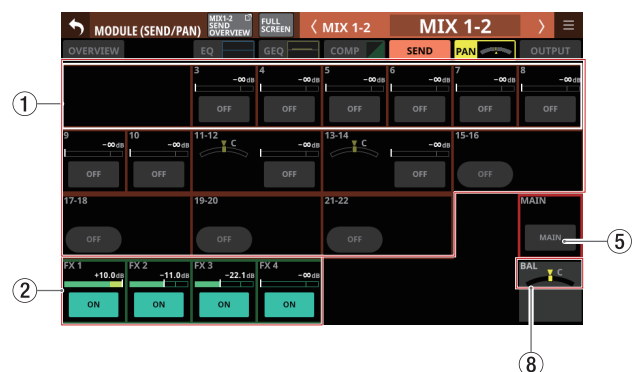 MODULE (SEND/PAN) MIX1-2 SEND OVERVIEW FULL SCREEN MIX 1-2 MIX 1-2
OVERVIEW EQ GEQ COMP SEND PAN OUTPUT
3 4 5 6 7 8
-∞dB -∞dB -∞dB -∞dB -∞dB -∞dB
1
OFF OFF OFF OFF OFF OFF
9 10 11-12 C 13-14 C 15-16
-∞dB -∞dB -∞dB -∞dB
OFF OFF OFF OFF OFF
17-18 19-20 21-22 MAIN
OFF OFF OFF MAIN 5
FX 1 FX 2 FX 3 FX 4 BAL C
+10.0dB -11.0dB -22.1dB -∞dB
2
ON ON ON ON
8